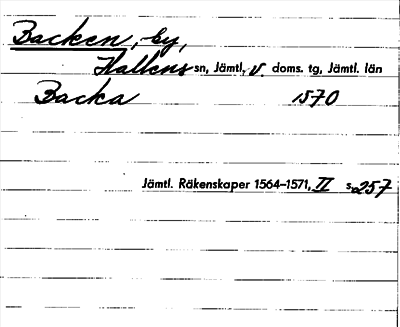 Backen, by,
Hallens sn, Jämtl, v. doms. tg, Jämtl. län
Backa 1570
Jämtl. Räkenskaper 1564–1571, II s. 257